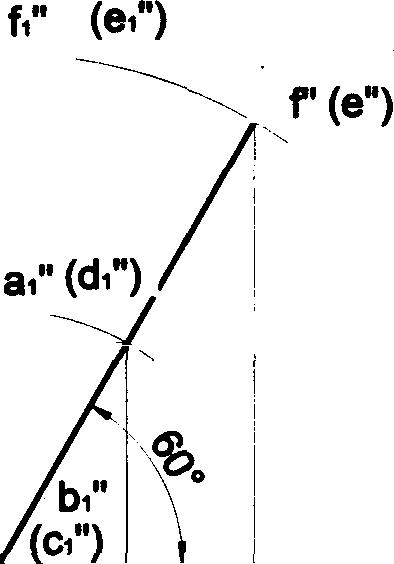 f₁" (e₁")
f" (e")
a₁" (d₁")
60°
b₁"
(c₁")